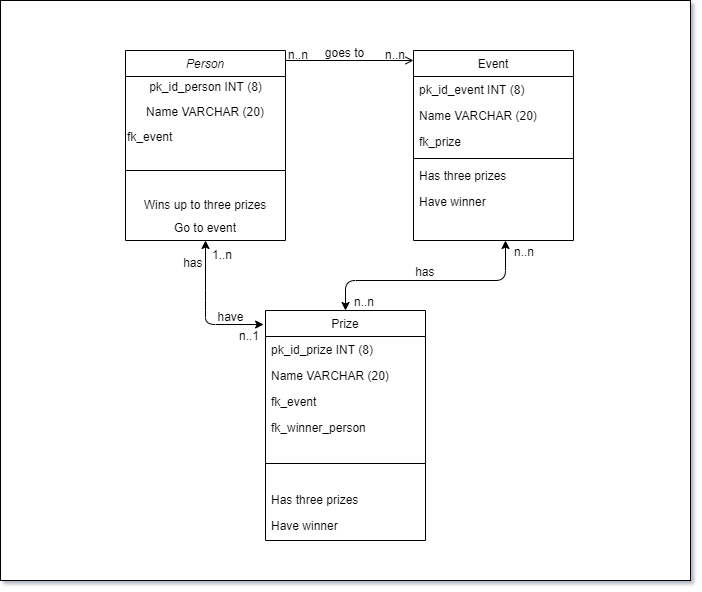 Person
pk_id_person INT (8)
Name VARCHAR (20)
fk_event
Wins up to three prizes
Go to event
n..n
goes to
n..n
Event
pk_id_event INT (8)
Name VARCHAR (20)
fk_prize
Has three prizes
Have winner
1..n
has
have
n..1
n..n
has
n..n
Prize
pk_id_prize INT (8)
Name VARCHAR (20)
fk_event
fk_winner_person
Has three prizes
Have winner